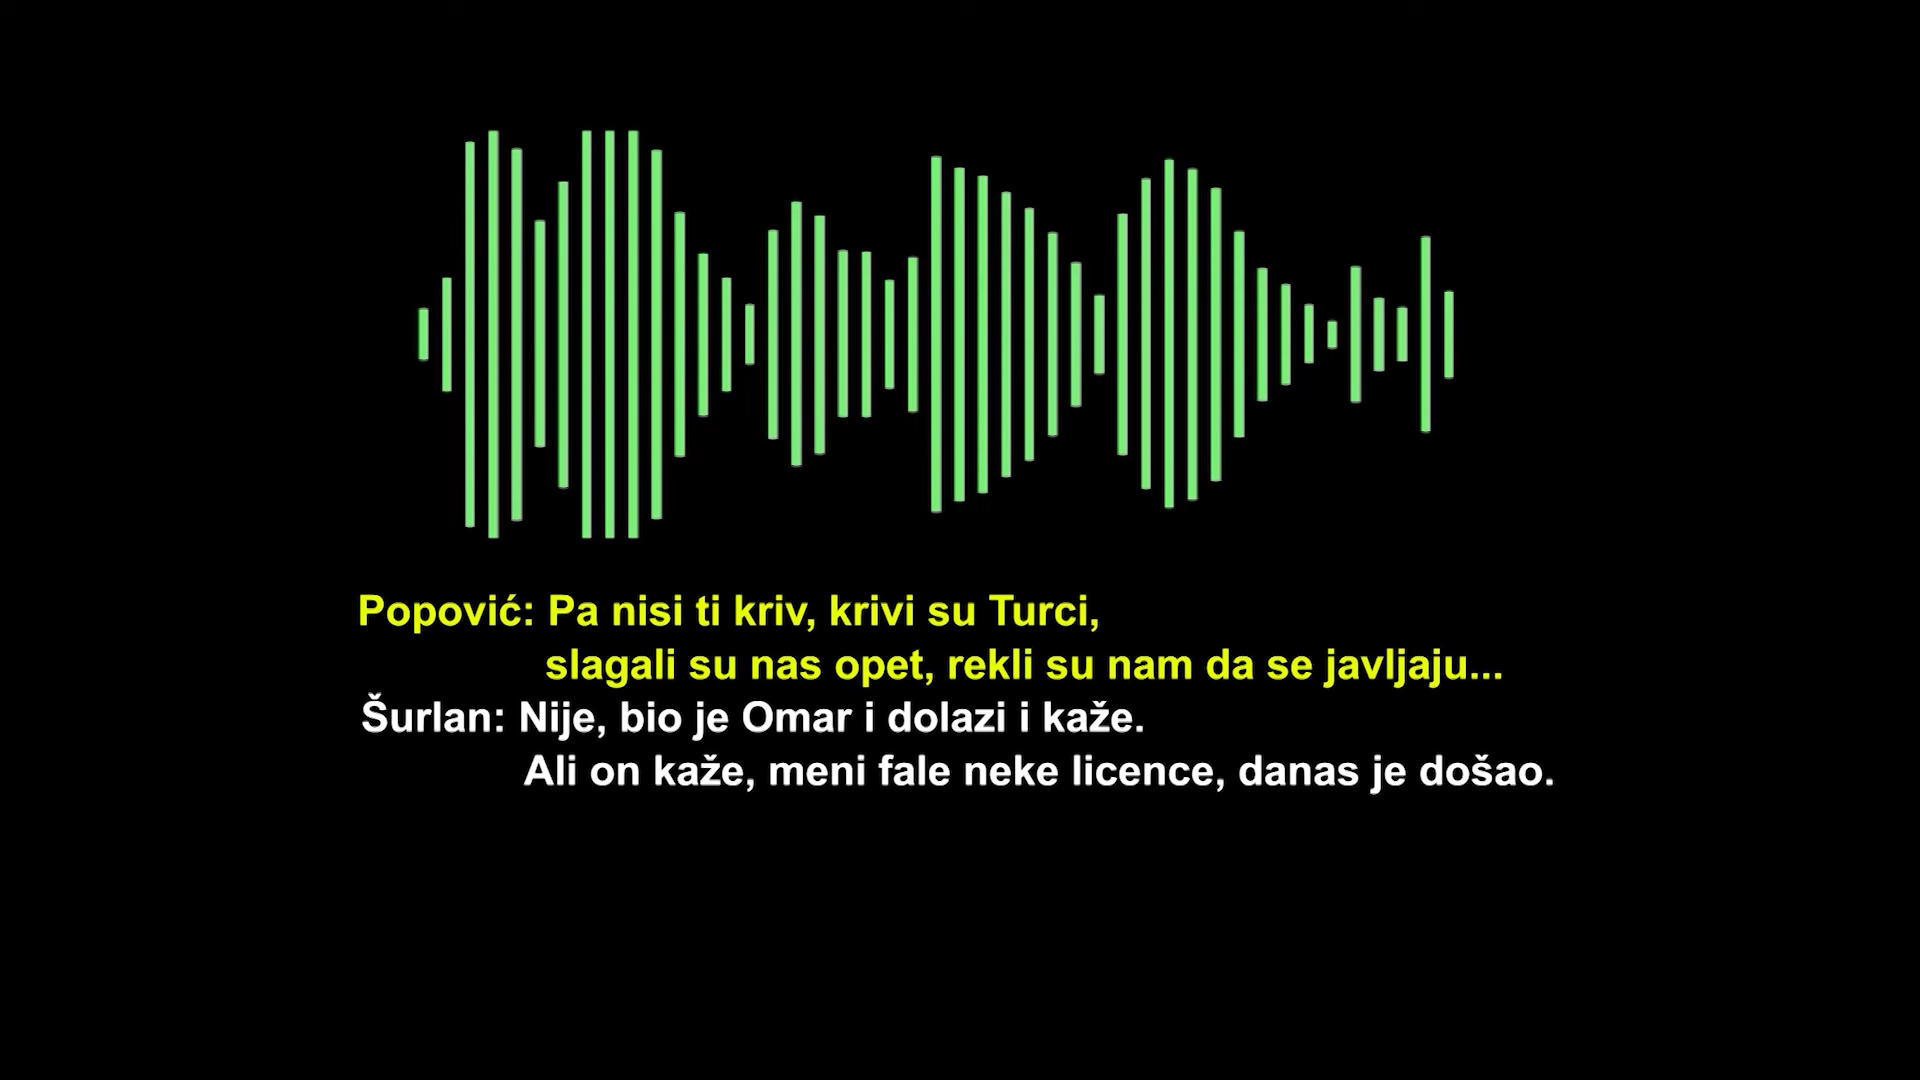 Popović: Pa nisi ti kriv, krivi su Turci,
slagali su nas opet, rekli su nam da se javljaju...
Šurlan: Nije, bio je Omar i dolazi i kaže.
Ali on kaže, meni fale neke licence, danas je došao.